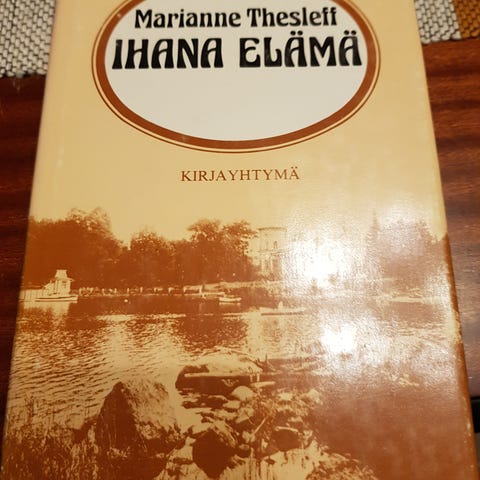 Marianne Thesleff
IHANA ELÄMÄ
KIRJAYHTYMÄ